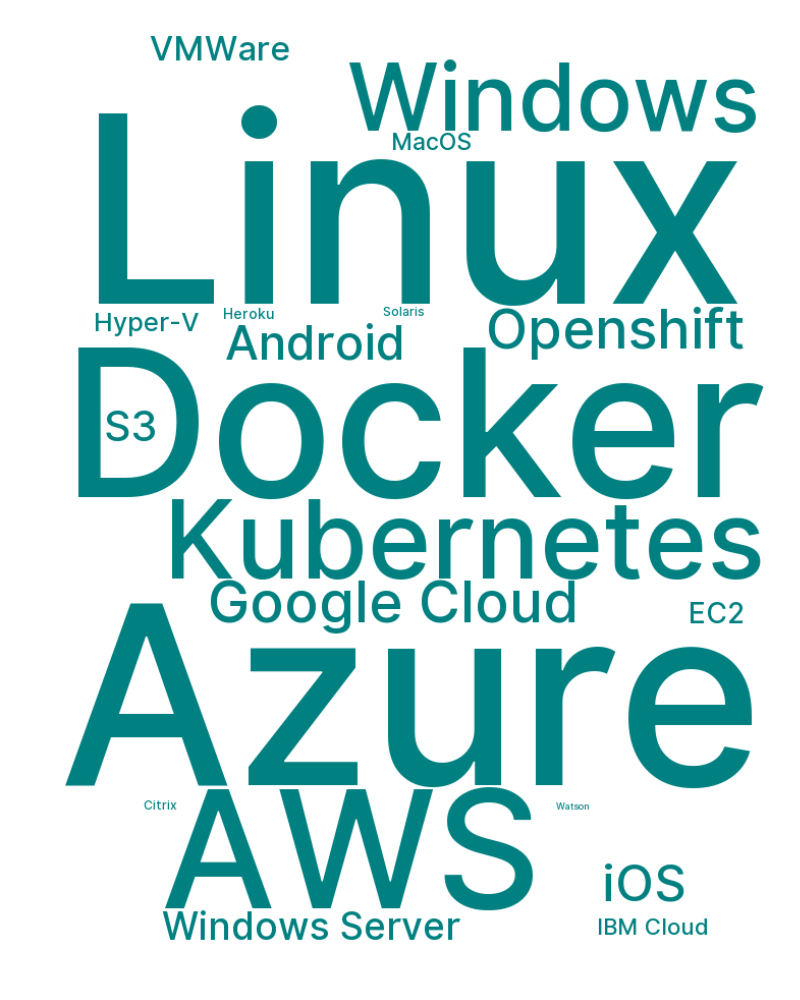 VMWare
Windows
MacOS
Linux
Hyper-V
Heroku
Solaris
Android
Openshift
Docker
S3
Kubernetes
Google Cloud
EC2
Azure
Citrix
AWS
Watson
iOS
Windows Server
IBM Cloud